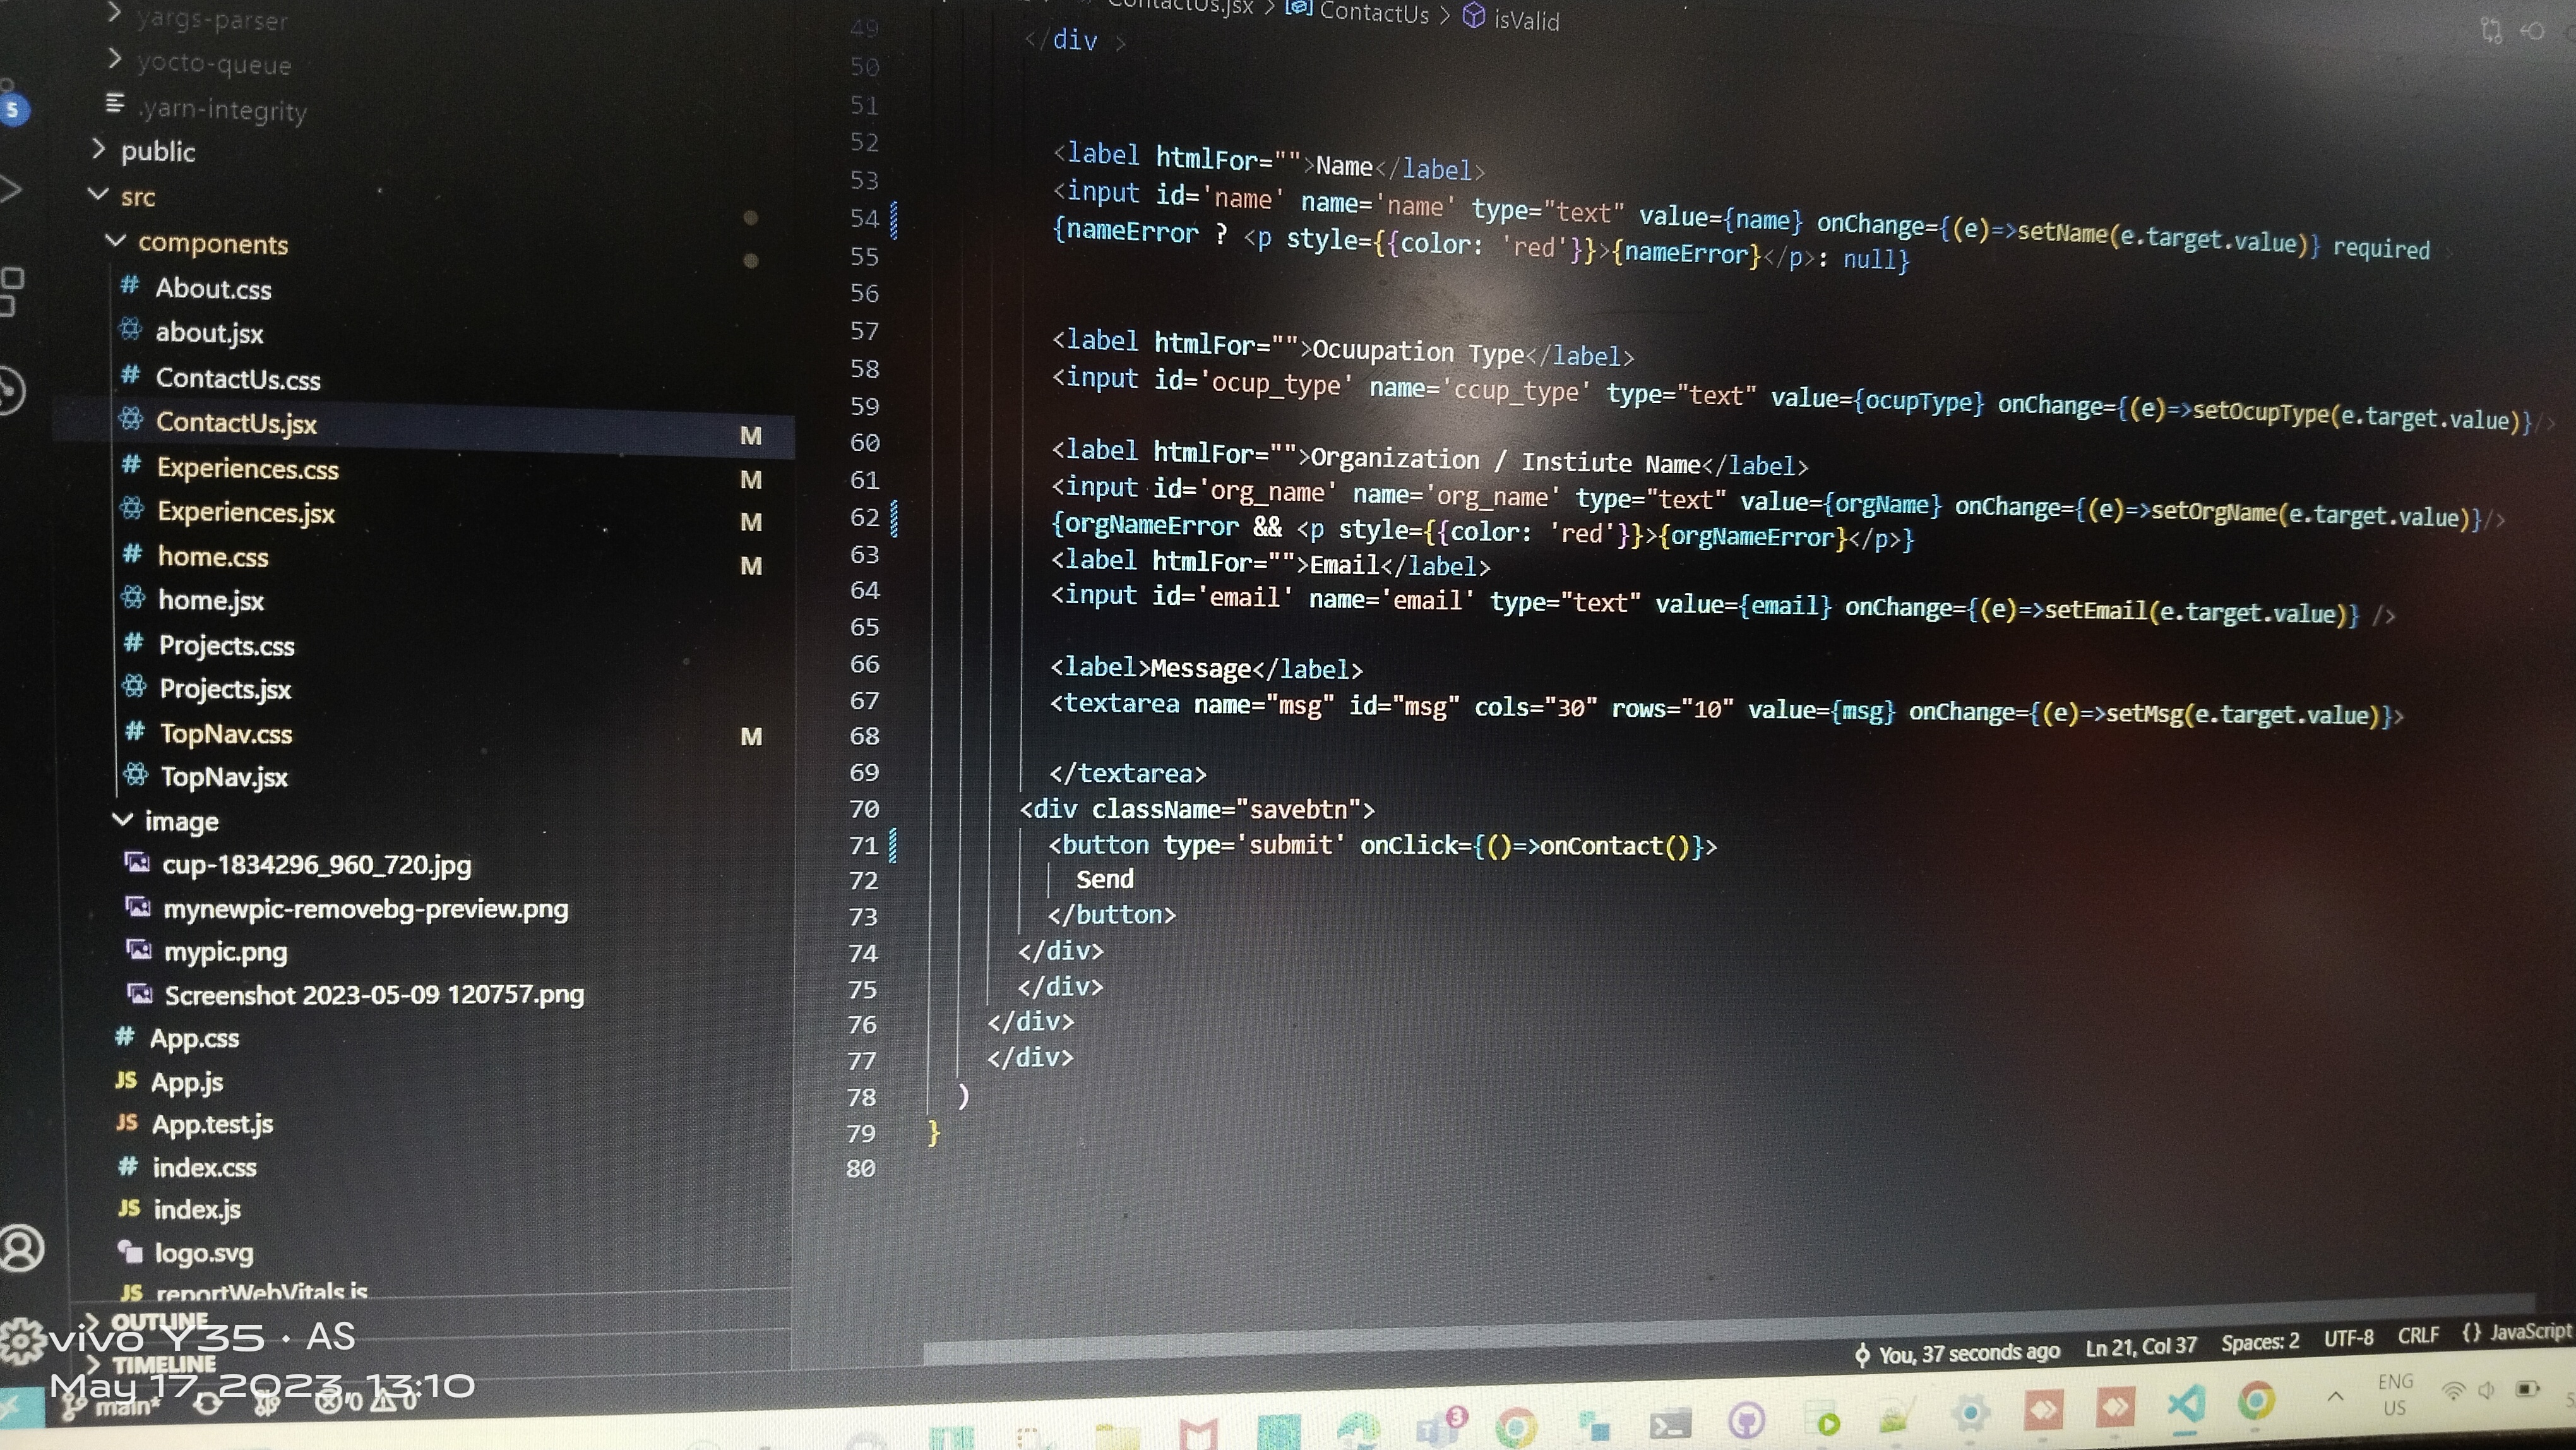 yargs-parser
yocto-queue
.yarn-integrity
5
public
src
components
About.css
about.jsx
ContactUs.css
ContactUs.jsx M
Experiences.css M
Experiences.jsx M
home.css M
home.jsx
Projects.css
Projects.jsx
TopNav.css M
TopNav.jsx
image
cup-1834296_960_720.jpg
mynewpic-removebg-preview.png
mypic.png
Screenshot 2023-05-09 120757.png
App.css
JS App.js
JS App.test.js
index.css
JS index.js
logo.svg
JS reportWebVitals.js
OUTLINE
TIMELINE
main*
0 0
ContactUs.jsx > ContactUs > isValid
49 </div >
50
51
52 <label htmlFor="">Name</label>
53 <input id='name' name='name' type="text" value={name} onChange={(e)=>setName(e.target.value)} required
54 {nameError ? <p style={{color: 'red'}}>{nameError}</p>: null}
55
56
57 <label htmlFor="">Ocuupation Type</label>
58 <input id='ocup_type' name='ccup_type' type="text" value={ocupType} onChange={(e)=>setOcupType(e.target.value)}/>
59
60 <label htmlFor="">Organization / Instiute Name</label>
61 <input id='org_name' name='org_name' type="text" value={orgName} onChange={(e)=>setOrgName(e.target.value)}/>
62 {orgNameError && <p style={{color: 'red'}}>{orgNameError}</p>}
63 <label htmlFor="">Email</label>
64 <input id='email' name='email' type="text" value={email} onChange={(e)=>setEmail(e.target.value)} />
65
66 <label>Message</label>
67 <textarea name="msg" id="msg" cols="30" rows="10" value={msg} onChange={(e)=>setMsg(e.target.value)}>
68
69 </textarea>
70 <div className="savebtn">
71 <button type='submit' onClick={()=>onContact()}>
72 Send
73 </button>
74 </div>
75 </div>
76 </div>
77 </div>
78 )
79 }
80
You, 37 seconds ago Ln 21, Col 37 Spaces: 2 UTF-8 CRLF {} JavaScript
3
ENG
US
vivo Y35 · AS
May 17, 2023, 13:10